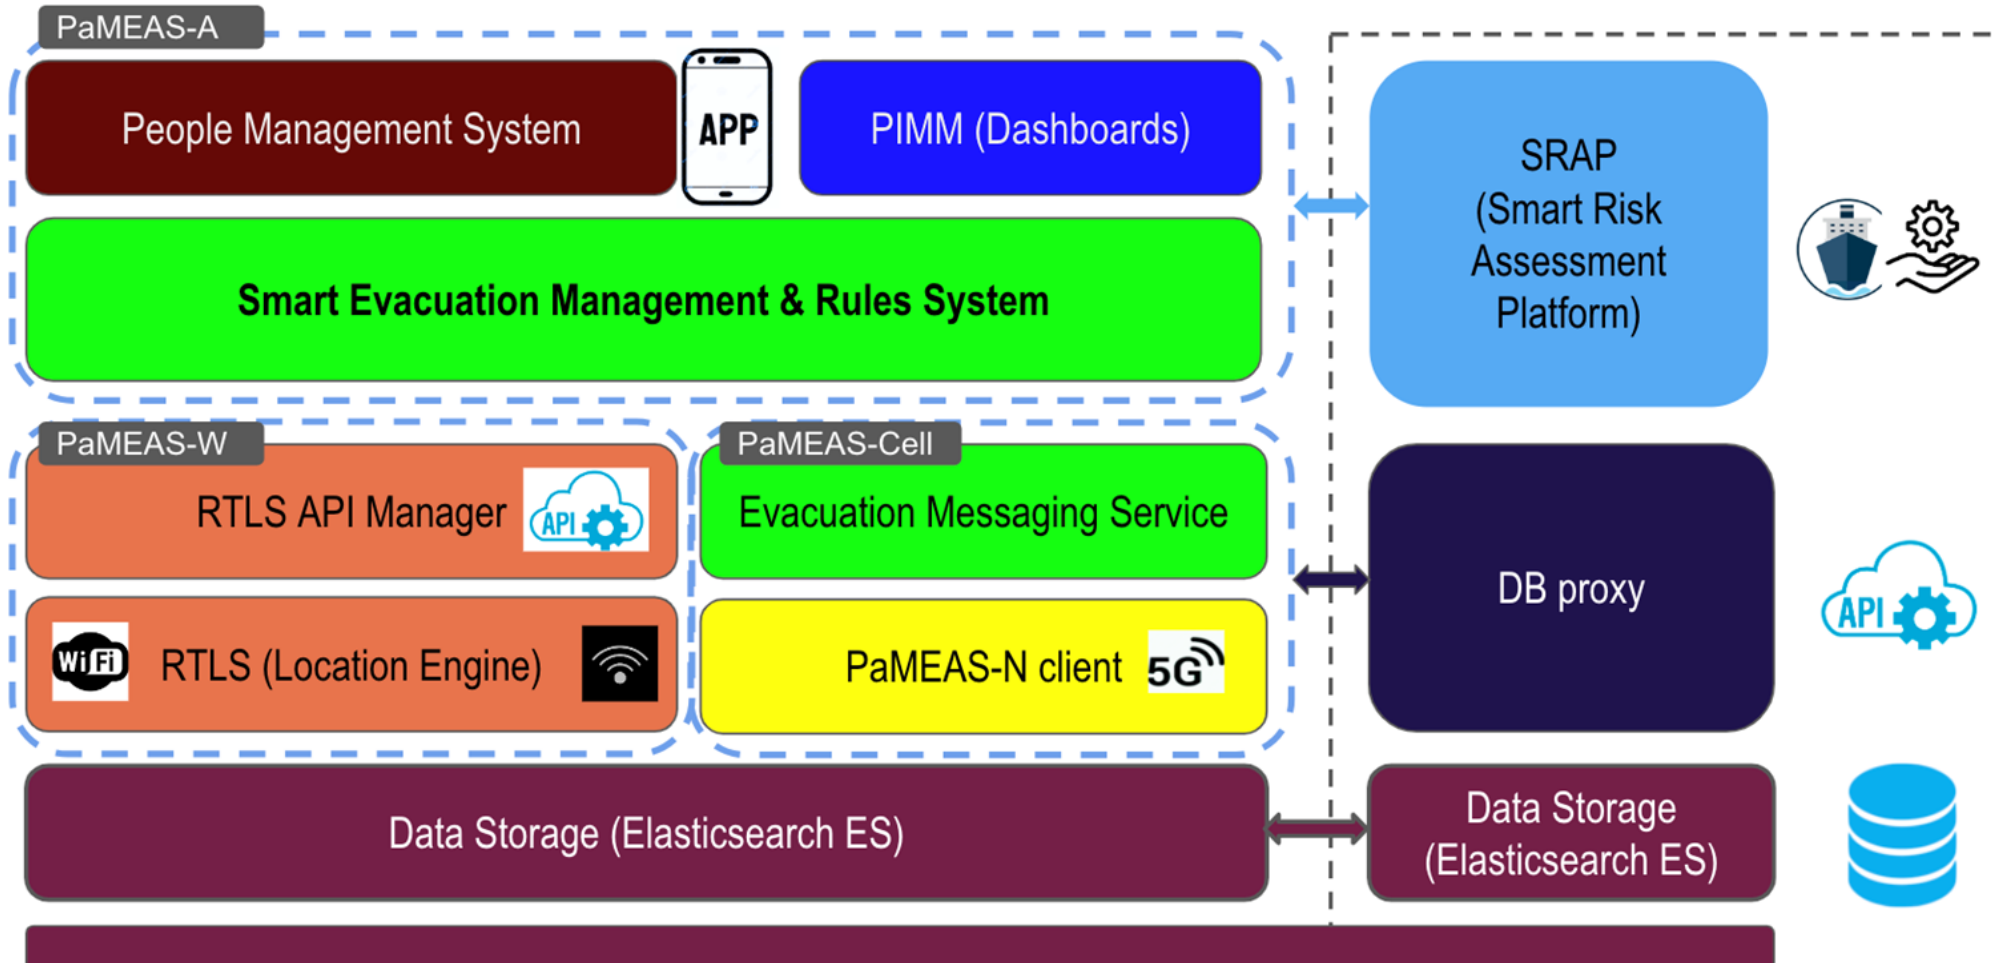 PaMEAS-A
People Management System
APP
PIMM (Dashboards)
Smart Evacuation Management & Rules System
SRAP
(Smart Risk
Assessment
Platform)
PaMEAS-W
RTLS API Manager
API
PaMEAS-Cell
Evacuation Messaging Service
WiFi
RTLS (Location Engine)
PaMEAS-N client
5G
DB proxy
API
Data Storage (Elasticsearch ES)
Data Storage
(Elasticsearch ES)